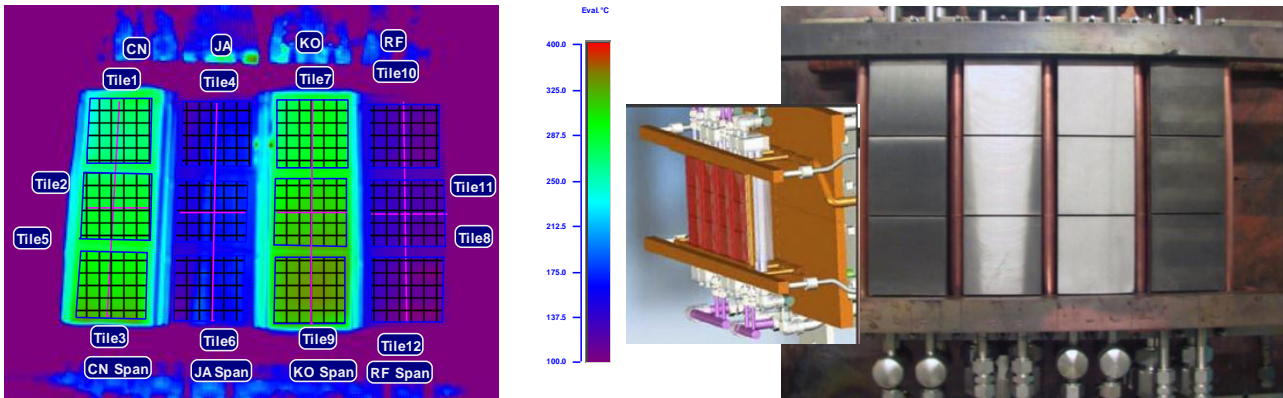 Eval. °C
CN JA KO RF
Tile1 Tile4 Tile7 Tile10
Tile2 Tile11
Tile5 Tile8
Tile3 Tile6 Tile9 Tile12
CN Span JA Span KO Span RF Span
400.0
325.0
287.5
250.0
212.5
175.0
137.5
100.0